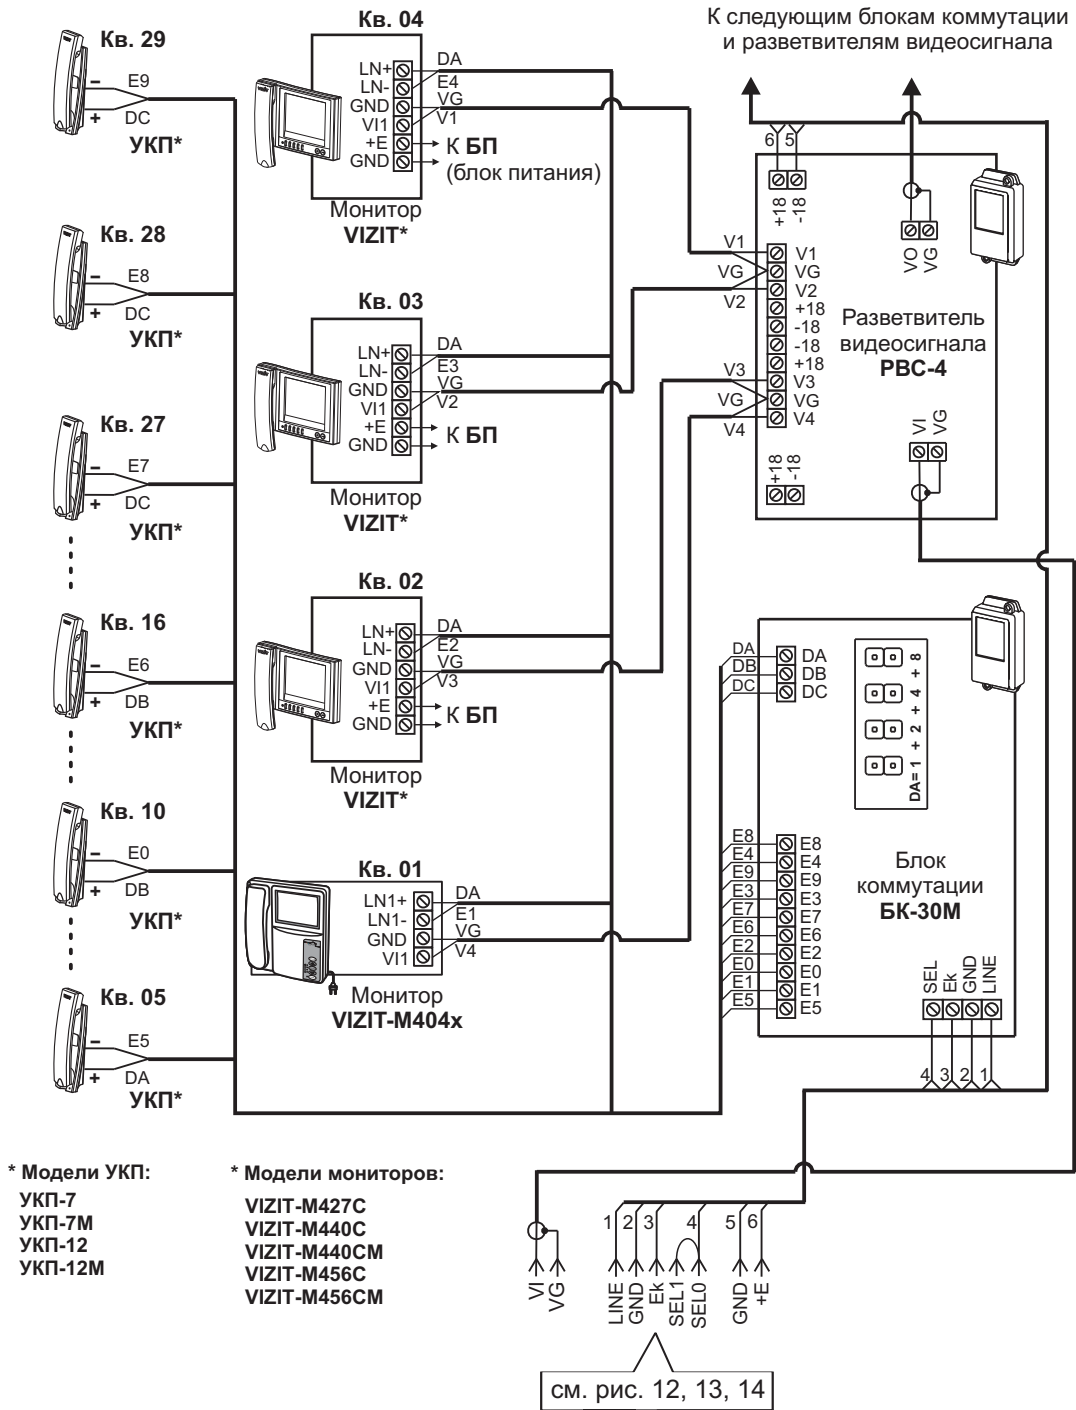 К следующим блокам коммутации
и разветвителям видеосигнала
Кв. 29
−
E9
+
DC
УКП*
Кв. 28
−
E8
+
DC
УКП*
Кв. 27
−
E7
+
DC
УКП*
Кв. 16
−
E6
+
DB
УКП*
Кв. 10
−
E0
+
DB
УКП*
Кв. 05
−
E5
+
DA
УКП*
Кв. 04
LN+ DA
LN- E4
GND VG
VI1 V1
+E К БП
GND (блок питания)
Монитор
VIZIT*
Кв. 03
LN+ DA
LN- E3
GND VG
VI1 V2
+E К БП
GND
Монитор
VIZIT*
Кв. 02
LN+ DA
LN- E2
GND VG
VI1 V3
+E К БП
GND
Монитор
VIZIT*
Кв. 01
LN1+ DA
LN1- E1
GND VG
VI1 V4
Монитор
VIZIT-M404x
6 5
+18 -18
VO VG
V1 V1
VG VG
V2 V2
+18
-18
-18
+18
V3 V3
VG VG
V4 V4
Разветвитель
видеосигнала
РВС-4
VI VG
+18 -18
DA DA
DB DB
DC DC
DA= 1 + 2 + 4 + 8
E8 E8
E4 E4
E9 E9
E3 E3
E7 E7
E6 E6
E2 E2
E0 E0
E1 E1
E5 E5
Блок
коммутации
БК-30М
SEL Ek GND LINE
4 3 2 1
* Модели УКП:
УКП-7
УКП-7М
УКП-12
УКП-12М
* Модели мониторов:
VIZIT-M427C
VIZIT-M440C
VIZIT-M440CM
VIZIT-M456C
VIZIT-M456CM
1 2 3 4 5 6
VI VG LINE GND Ek SEL1 SEL0 GND +E
см. рис. 12, 13, 14